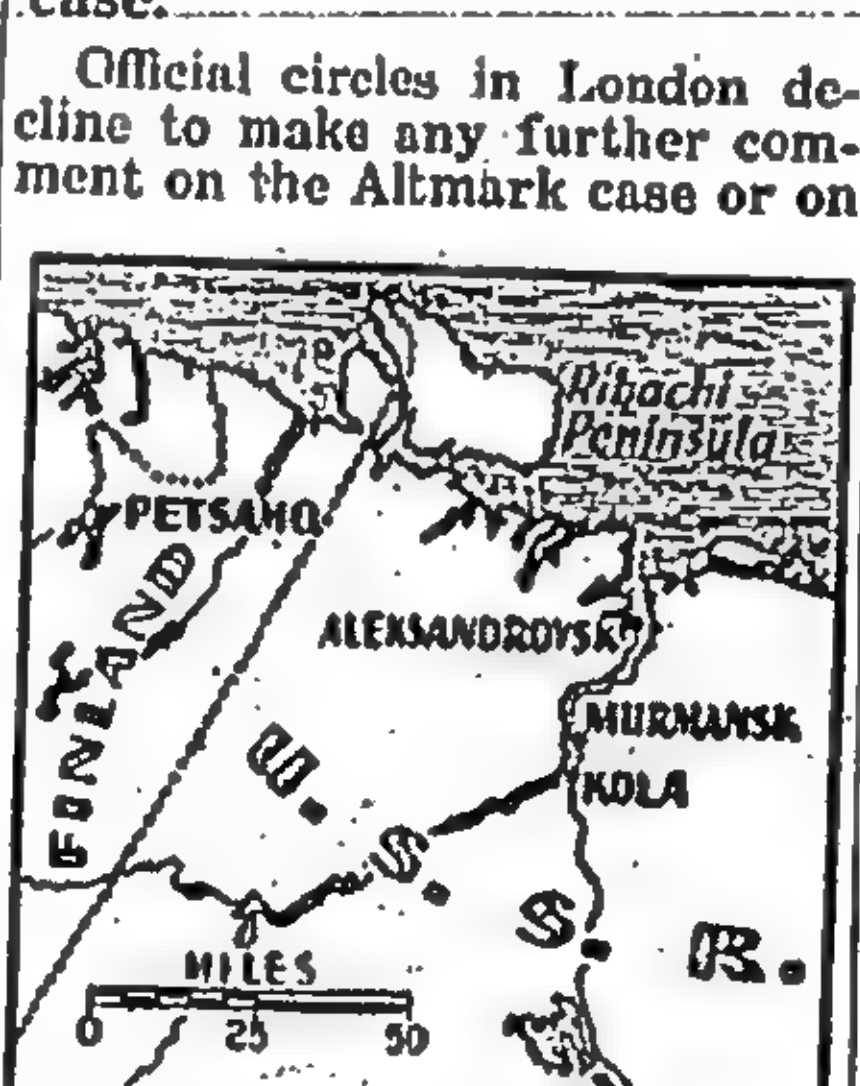 case.
Official circles in London de-
cline to make any further com-
ment on the Altmark case or on
Ribachi
Peninsula
PETSAMO
FINLAND
ALEKSANDROVSK
MURMANSK
KOLA
U. S. S. R.
MILES
0 25 50